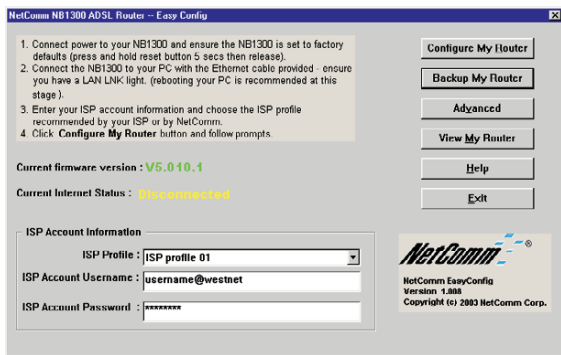 NetComm NB1300 ADSL Router -- Easy Config
1. Connect power to your NB1300 and ensure the NB1300 is set to factory
defaults (press and hold reset button 5 secs then release).
2. Connect the NB1300 to your PC with the Ethernet cable provided - ensure
you have a LAN LNK light. (rebooting your PC is recommended at this
stage ).
3. Enter your ISP account information and choose the ISP profile
recommended by your ISP or by NetComm.
4. Click Configure My Router button and follow prompts.
Configure My Router
Backup My Router
Advanced
View My Router
Help
Exit
Current firmware version : V5.010.1
Current Internet Status : Disconnected
ISP Account Information
ISP Profile : ISP profile 01
ISP Account Username : username@westnet
ISP Account Password : ********
NetComm ®
NetComm EasyConfig
Version 1.008
Copyright (c) 2003 NetComm Corp.